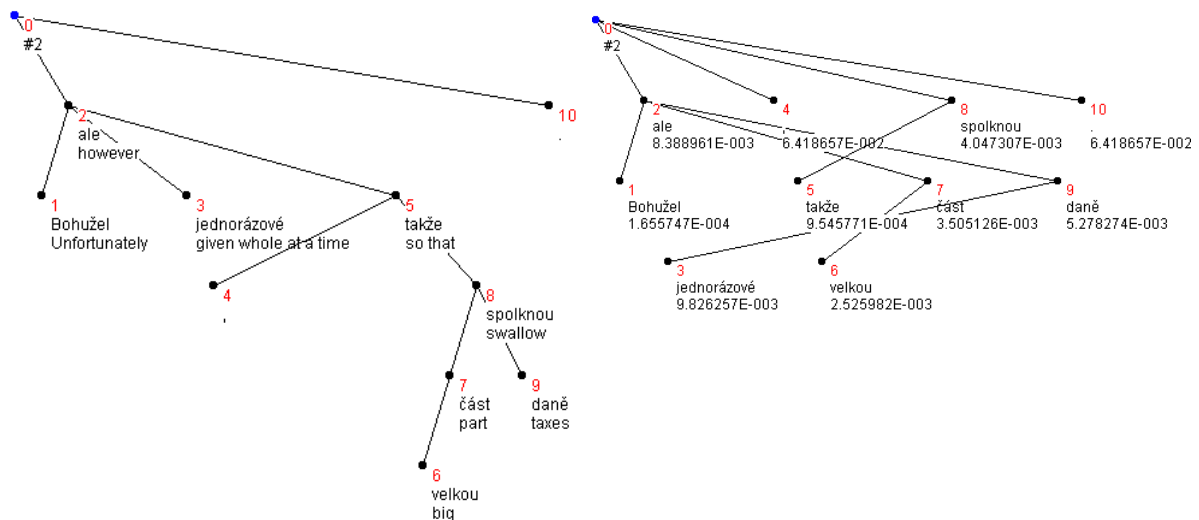 0
#2
10
.
2
ale
however
1
Bohužel
Unfortunately
3
jednorázové
given whole at a time
5
takže
so that
4
,
8
spolknou
swallow
7
část
part
9
daně
taxes
6
velkou
big
0
#2
2
ale
8.388961E-003
4
,
6.418657E-002
8
spolknou
4.047307E-003
10
.
6.418657E-002
1
Bohužel
1.655747E-004
5
takže
9.545771E-004
7
část
3.505126E-003
9
daně
5.278274E-003
3
jednorázové
9.826257E-003
6
velkou
2.525982E-003